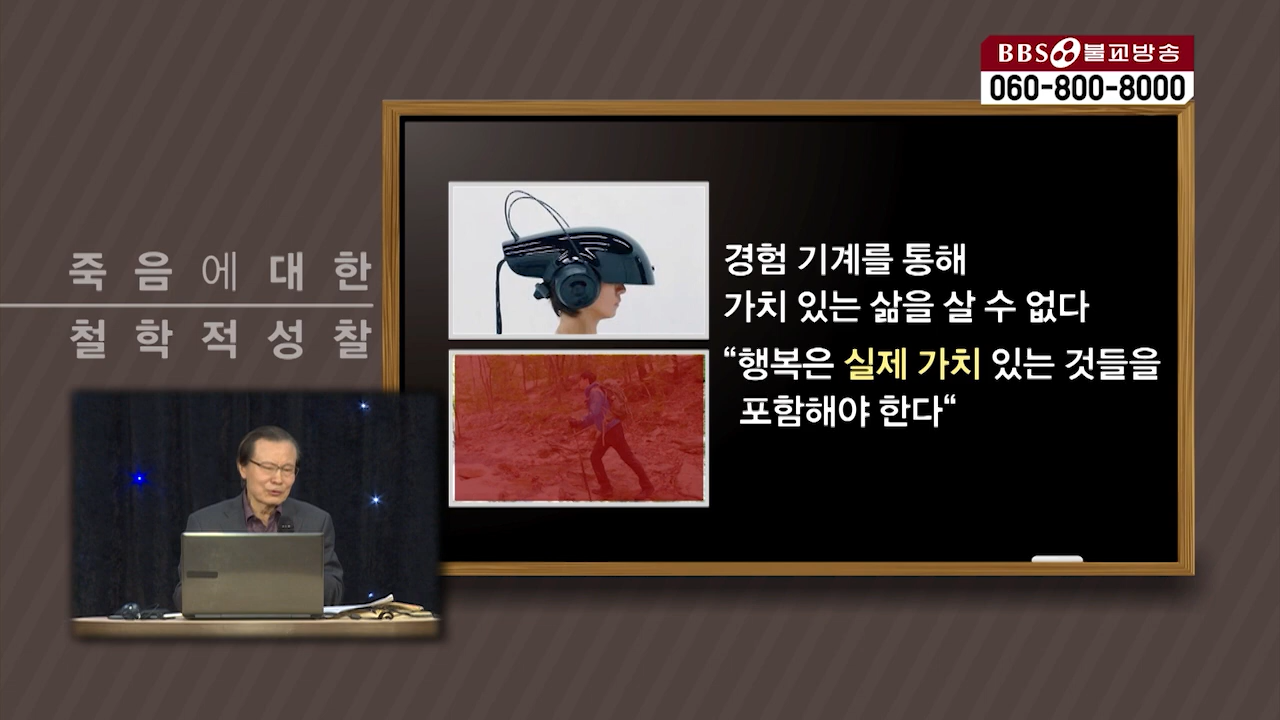 BBS 불교방송
060-800-8000
죽음에대한
철학적성찰
경험 기계를 통해
가치 있는 삶을 살 수 없다
“행복은 실제 가치 있는 것들을
포함해야 한다“